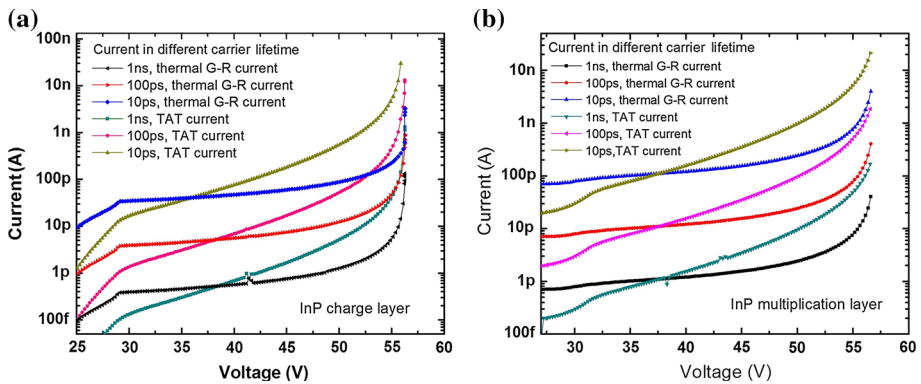 (a)
Current (A)
100n
10n
1n
100p
10p
1p
100f
Current in different carrier lifetime
1ns, thermal G-R current
100ps, thermal G-R current
10ps, thermal G-R current
1ns, TAT current
100ps, TAT current
10ps, TAT current
InP charge layer
25 30 35 40 45 50 55 60
Voltage (V)
(b)
Current (A)
10n
1n
100p
10p
1p
100f
Current in different carrier lifetime
1ns, thermal G-R current
100ps, thermal G-R current
10ps, thermal G-R current
1ns, TAT current
100ps, TAT current
10ps,TAT current
InP multiplication layer
30 35 40 45 50 55 60
Voltage (V)